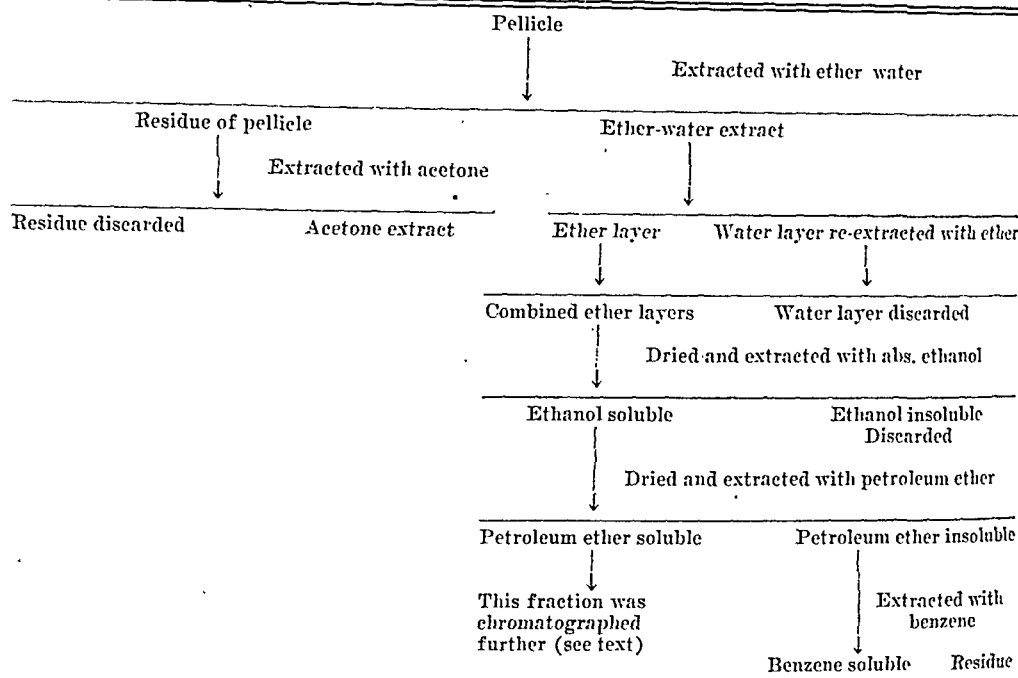 Pellicle
Extracted with ether water
Residue of pellicle
Ether-water extract
Extracted with acetone
Residue discarded
Acetone extract
Ether layer
Water layer re-extracted with ether
Combined ether layers
Water layer discarded
Dried and extracted with abs. ethanol
Ethanol soluble
Ethanol insoluble
Discarded
Dried and extracted with petroleum ether
Petroleum ether soluble
Petroleum ether insoluble
This fraction was
chromatographed
further (see text)
Extracted with
benzene
Benzene soluble
Residue